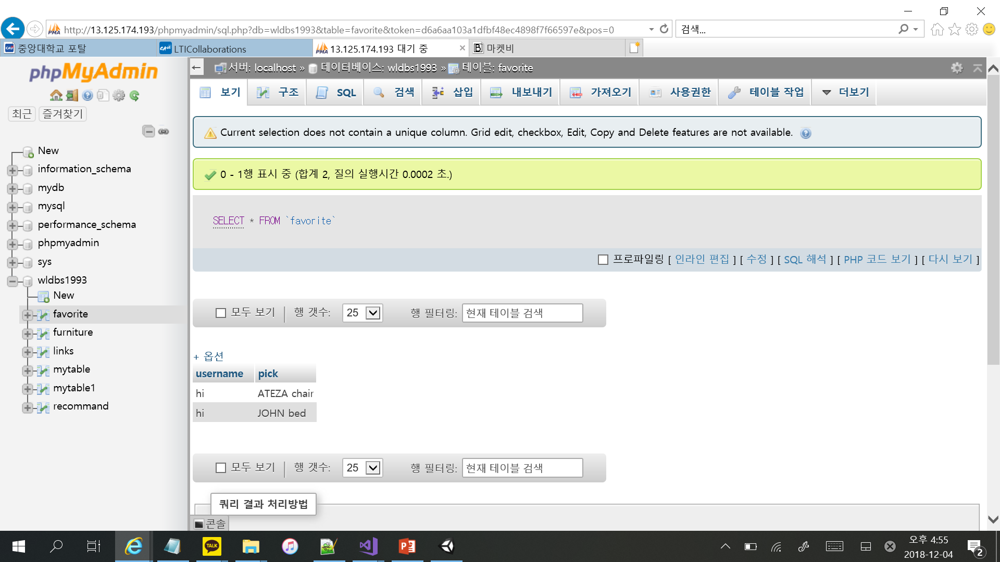 http://13.125.174.193/phpmyadmin/sql.php?db=wldbs1993&table=favorite&token=d6a6aa103a1dfbf48ec4898f7f66597e&pos=0
검색...
중앙대학교 포탈
LTICollaborations
13.125.174.193 대기 중
마켓비
phpMyAdmin
최근 즐겨찾기
New
information_schema
mydb
mysql
performance_schema
phpmyadmin
sys
wldbs1993
New
favorite
furniture
links
mytable
mytable1
recommand
서버: localhost » 데이터베이스: wldbs1993 » 테이블: favorite
보기 구조 SQL 검색 삽입 내보내기 가져오기 사용권한 테이블 작업 더보기
Current selection does not contain a unique column. Grid edit, checkbox, Edit, Copy and Delete features are not available.
0 - 1행 표시 중 (합계 2, 질의 실행시간 0.0002 초.)
SELECT * FROM `favorite`
프로파일링 [ 인라인 편집 ] [ 수정 ] [ SQL 해석 ] [ PHP 코드 보기 ] [ 다시 보기 ]
모두 보기 | 행 갯수: 25 행 필터링: 현재 테이블 검색
+ 옵션
username pick
hi ATEZA chair
hi JOHN bed
모두 보기 | 행 갯수: 25 행 필터링: 현재 테이블 검색
쿼리 결과 처리방법
콘솔
TALK
오후 4:55
2018-12-04
2